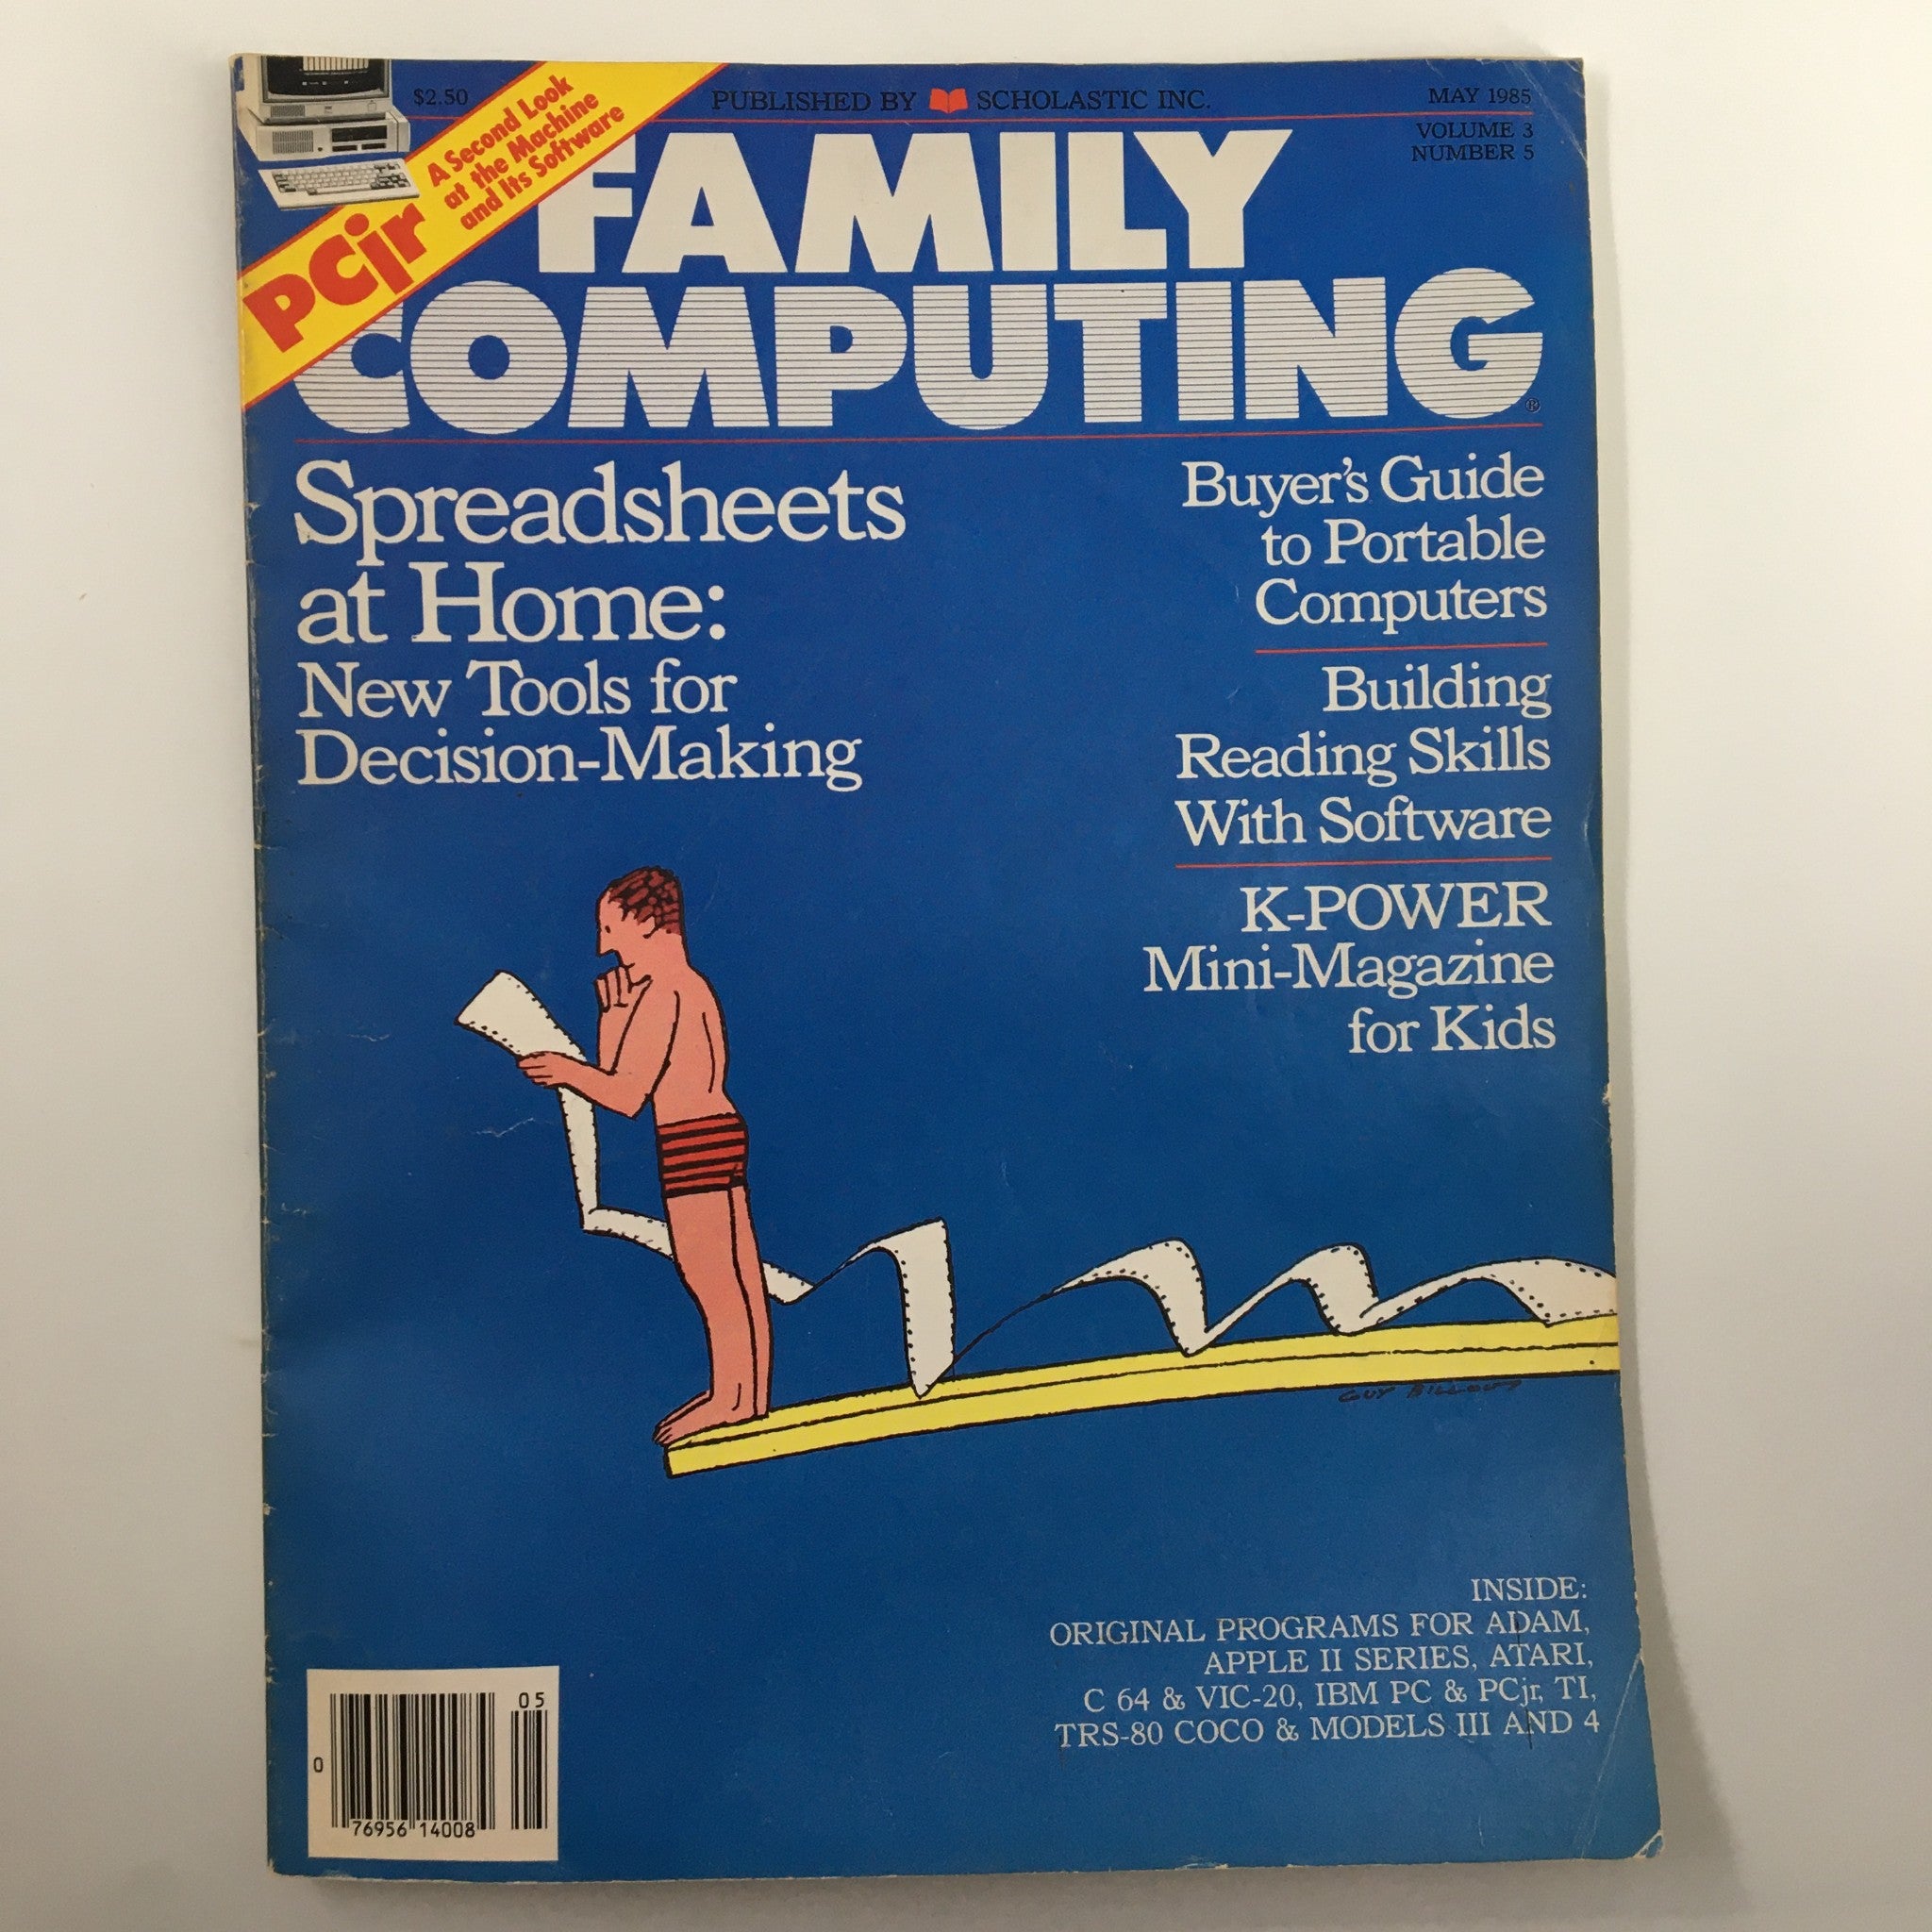 $2.50
PUBLISHED BY SCHOLASTIC INC.
MAY 1985
VOLUME 3
NUMBER 5
A Second Look
at the Machine
and Its Software
PCjr
FAMILY
COMPUTING®
Spreadsheets
at Home:
New Tools for
Decision-Making
Buyer's Guide
to Portable
Computers
Building
Reading Skills
With Software
K-POWER
Mini-Magazine
for Kids
GUY BILLOUT
INSIDE:
ORIGINAL PROGRAMS FOR ADAM,
APPLE II SERIES, ATARI,
C 64 & VIC-20, IBM PC & PCjr, TI,
TRS-80 COCO & MODELS III AND 4
05
0
76956 14008